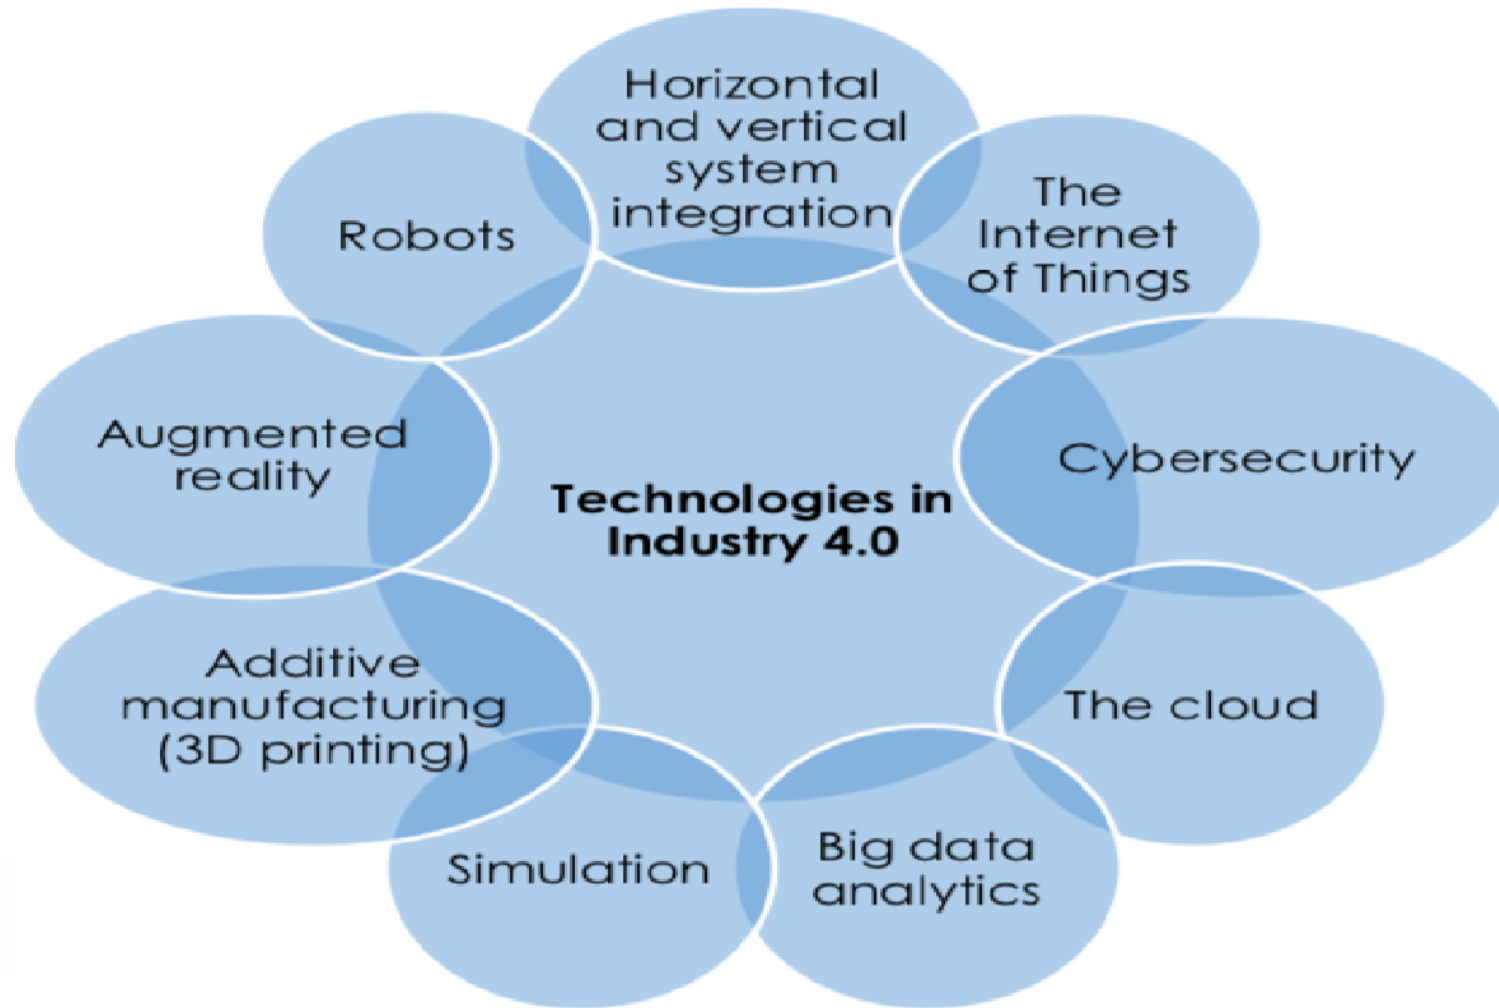 Horizontal
and vertical
system
integration
The
Internet
of Things
Robots
Augmented
reality
Cybersecurity
Technologies in
Industry 4.0
Additive
manufacturing
(3D printing)
The cloud
Simulation
Big data
analytics